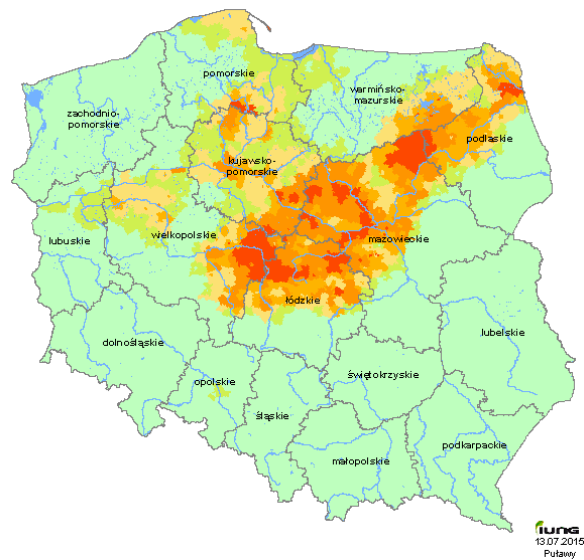 pomorskie
warmińsko-
mazurskie
zachodnio-
pomorskie
podlaskie
kujawsko-
pomorskie
lubuskie
wielkopolskie
mazowieckie
łódzkie
lubelskie
dolnośląskie
opolskie
świętokrzyskie
śląskie
podkarpackie
małopolskie
iung
13.07.2015
Puławy